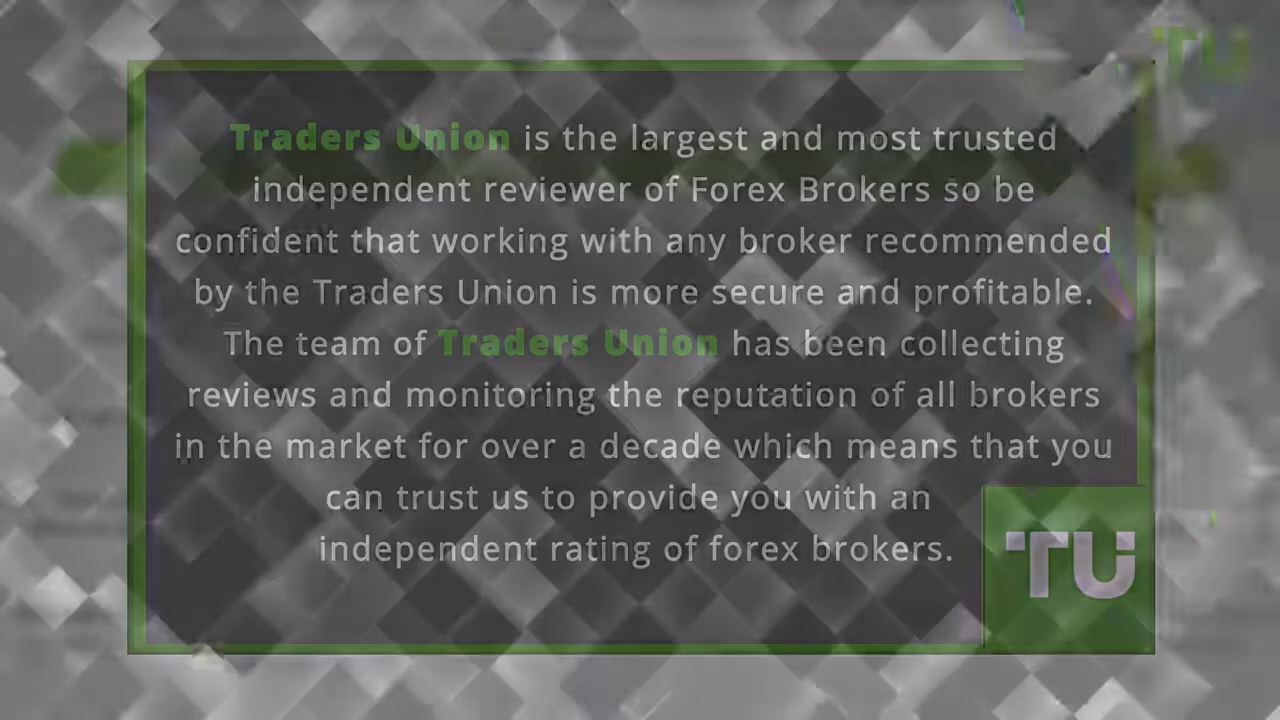 TU
Traders Union is the largest and most trusted
independent reviewer of Forex Brokers so be
confident that working with any broker recommended
by the Traders Union is more secure and profitable.
The team of Traders Union has been collecting
reviews and monitoring the reputation of all brokers
in the market for over a decade which means that you
can trust us to provide you with an
independent rating of forex brokers.
TU